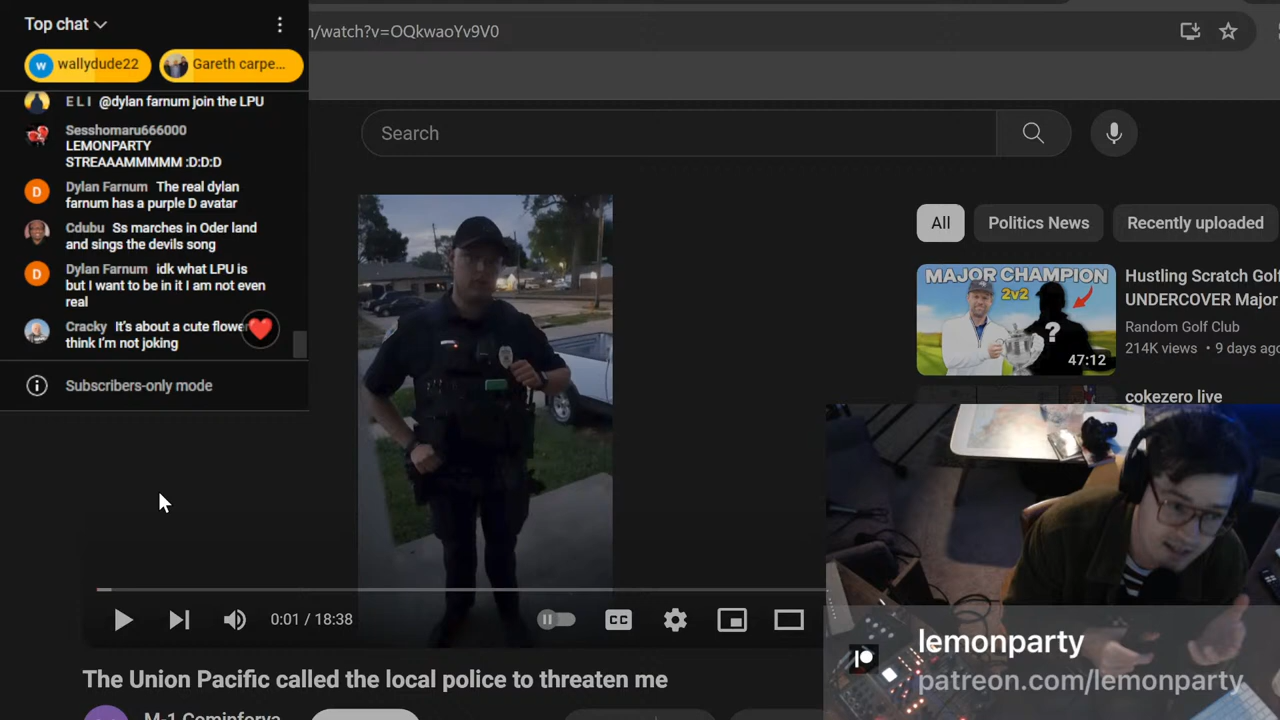 Top chat
n/watch?v=OQkwaoYv9V0
w wallydude22
Gareth carpe...
E L I @dylan farnum join the LPU
Sesshomaru666000
LEMONPARTY
STREAAAMMMMM :D:D:D
D Dylan Farnum The real dylan
farnum has a purple D avatar
Cdubu Ss marches in Oder land
and sings the devils song
D Dylan Farnum idk what LPU is
but I want to be in it I am not even
real
Cracky It's about a cute flowe
think I'm not joking
Subscribers-only mode
Search
All
Politics News
Recently uploaded
MAJOR CHAMPION
2v2
?
47:12
Hustling Scratch Golf
UNDERCOVER Major
Random Golf Club
214K views • 9 days ago
cokezero live
0:01 / 18:38
CC
lemonparty
patreon.com/lemonparty
The Union Pacific called the local police to threaten me
M-1 Cominforya